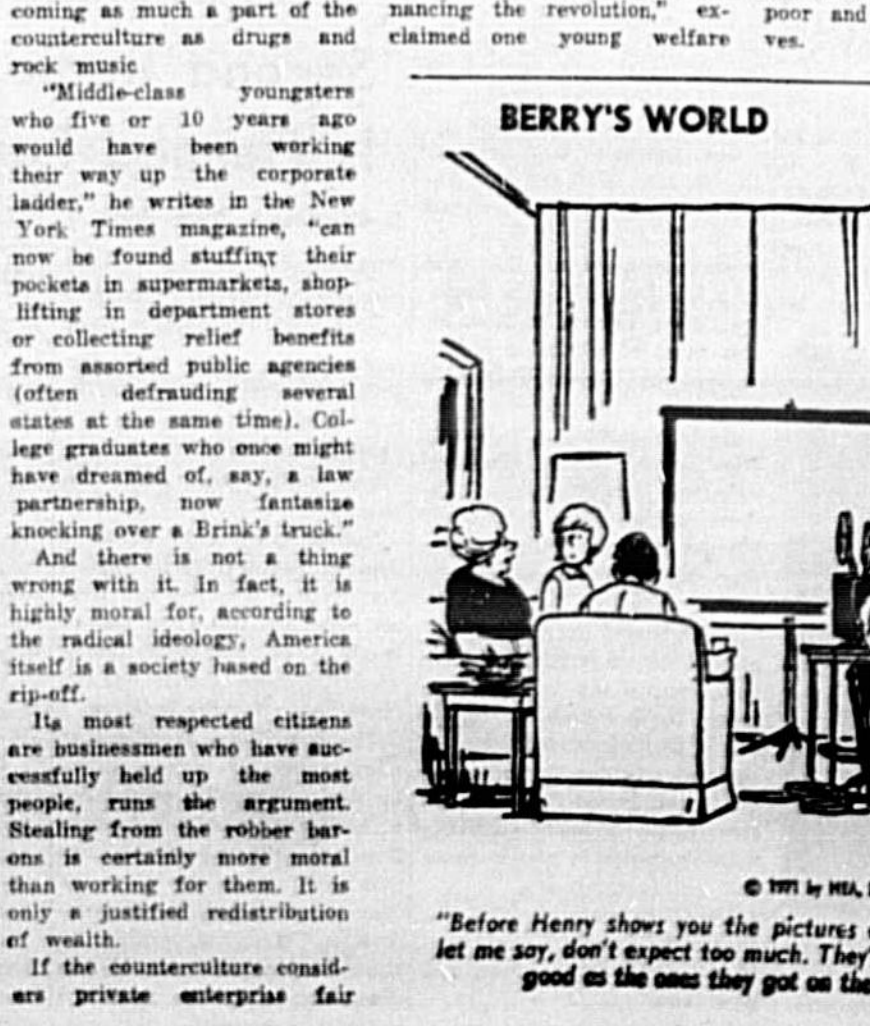 coming as much a part of the
counterculture as drugs and
rock music
"Middle-class youngsters
who five or 10 years ago
would have been working
their way up the corporate
ladder," he writes in the New
York Times magazine, "can
now be found stuffing their
pockets in supermarkets, shop-
lifting in department stores
or collecting relief benefits
from assorted public agencies
(often defrauding several
states at the same time). Col-
lege graduates who once might
have dreamed of, say, a law
partnership, now fantasize
knocking over a Brink's truck."
And there is not a thing
wrong with it. In fact, it is
highly moral for, according to
the radical ideology, America
itself is a society based on the
rip-off.
Its most respected citizens
are businessmen who have suc-
cessfully held up the most
people, runs the argument.
Stealing from the robber bar-
ons is certainly more moral
than working for them. It is
only a justified redistribution
of wealth.
If the counterculture consid-
ers private enterprise fair
nancing the revolution," ex-
claimed one young welfare
poor and
ves.
BERRY'S WORLD
© 1971 by NEA,
"Before Henry shows you the pictures
let me say, don't expect too much. They'
good as the ones they got on the